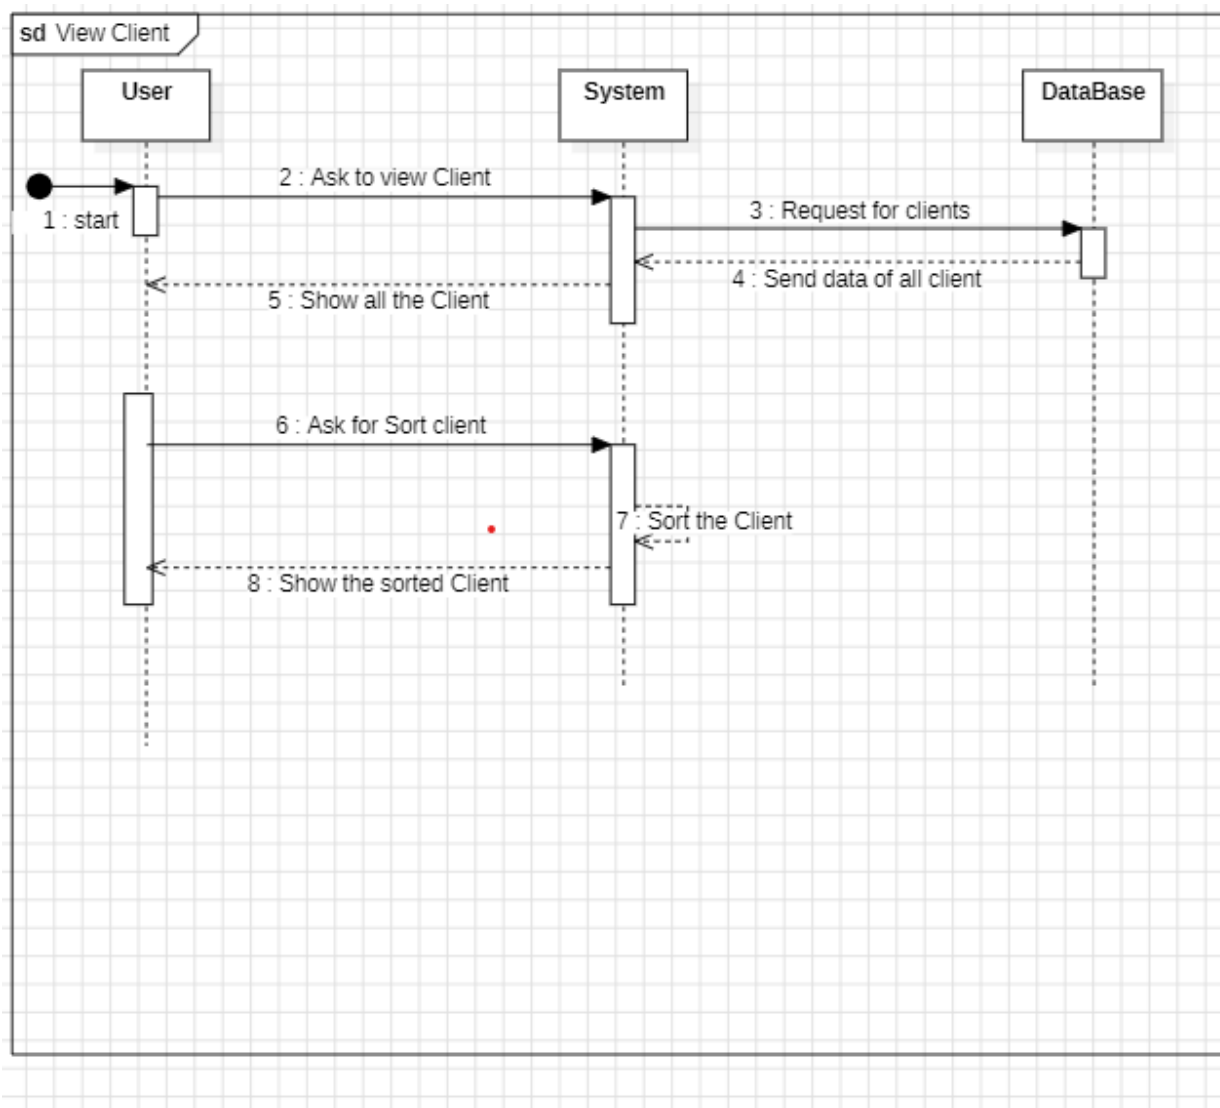 sd View Client
User
System
DataBase
2 : Ask to view Client
1 : start
3 : Request for clients
4 : Send data of all client
5 : Show all the Client
6 : Ask for Sort client
7 : Sort the Client
8 : Show the sorted Client